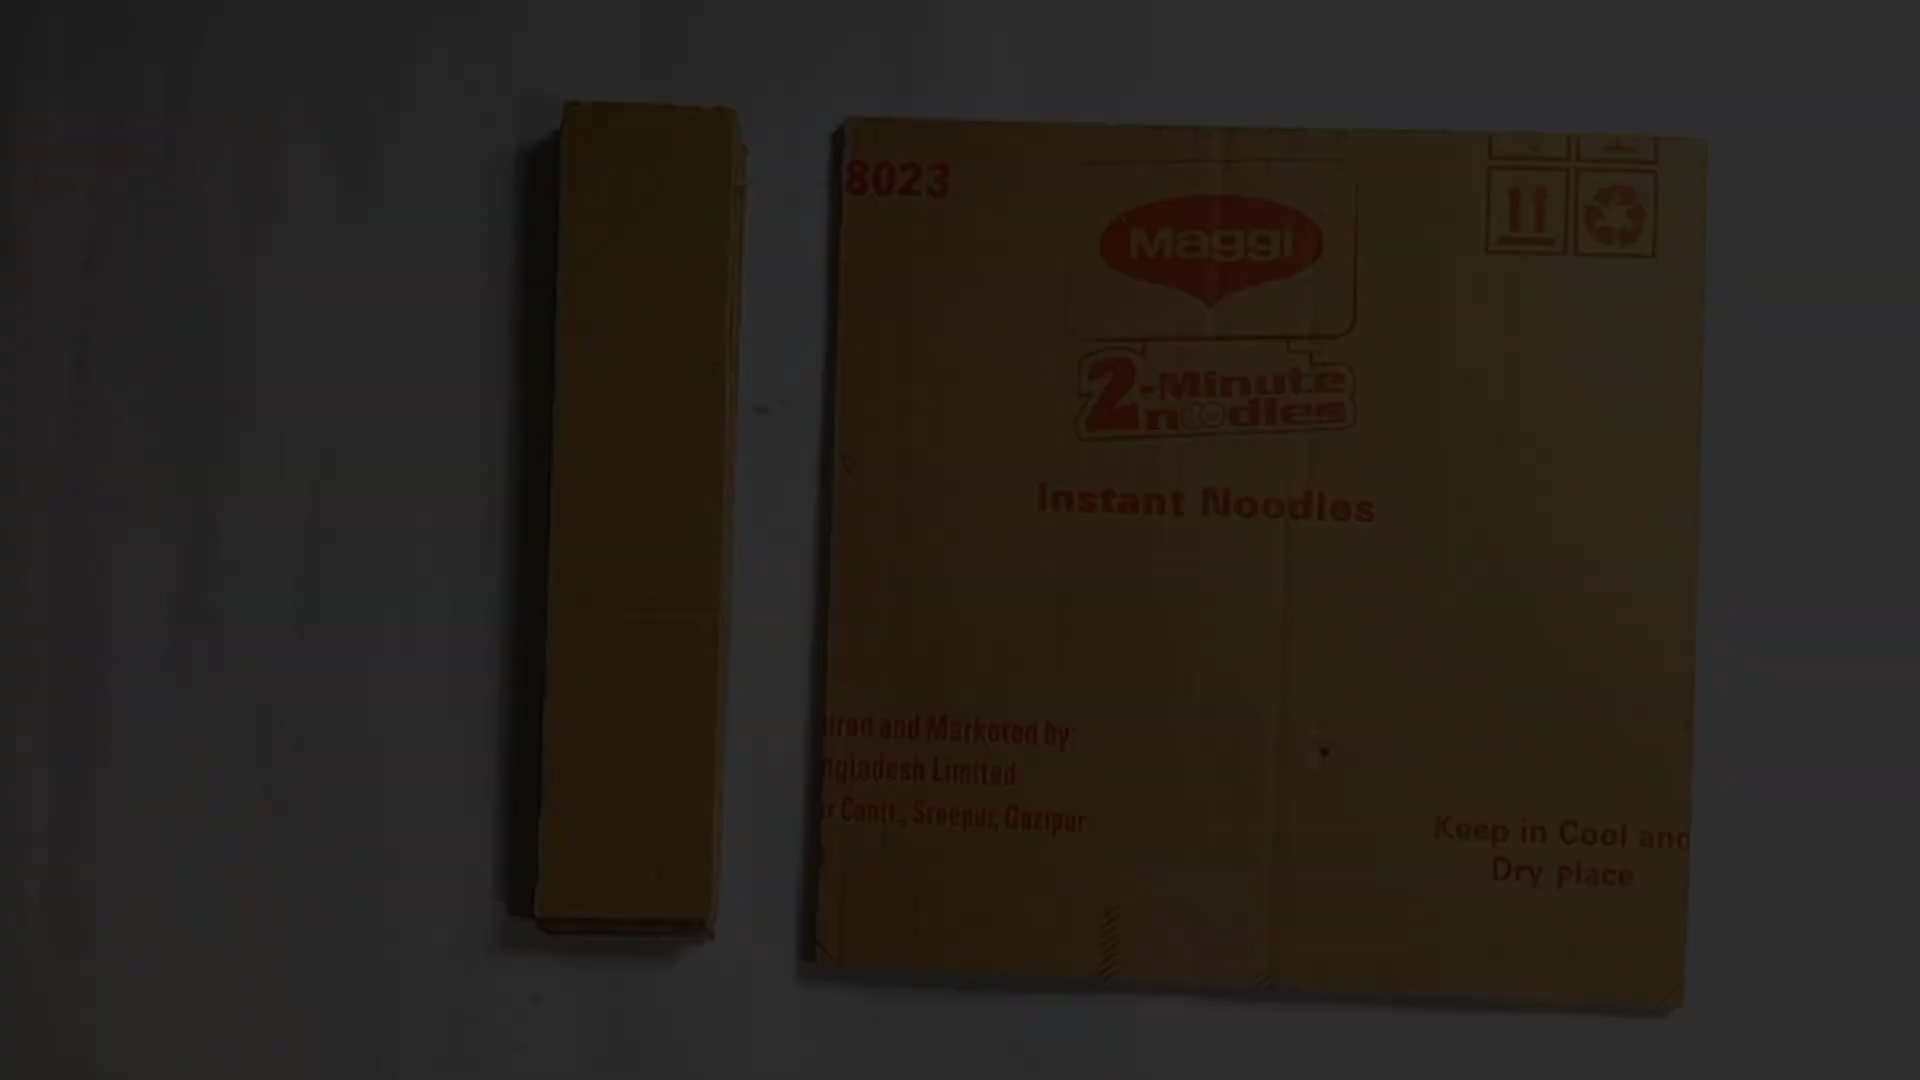 8023
Maggi
2-Minute
noodles
Instant Noodles
and Marketed by:
Limited
Cantt., Sreepur, Gazipur
Keep in Cool and
Dry place